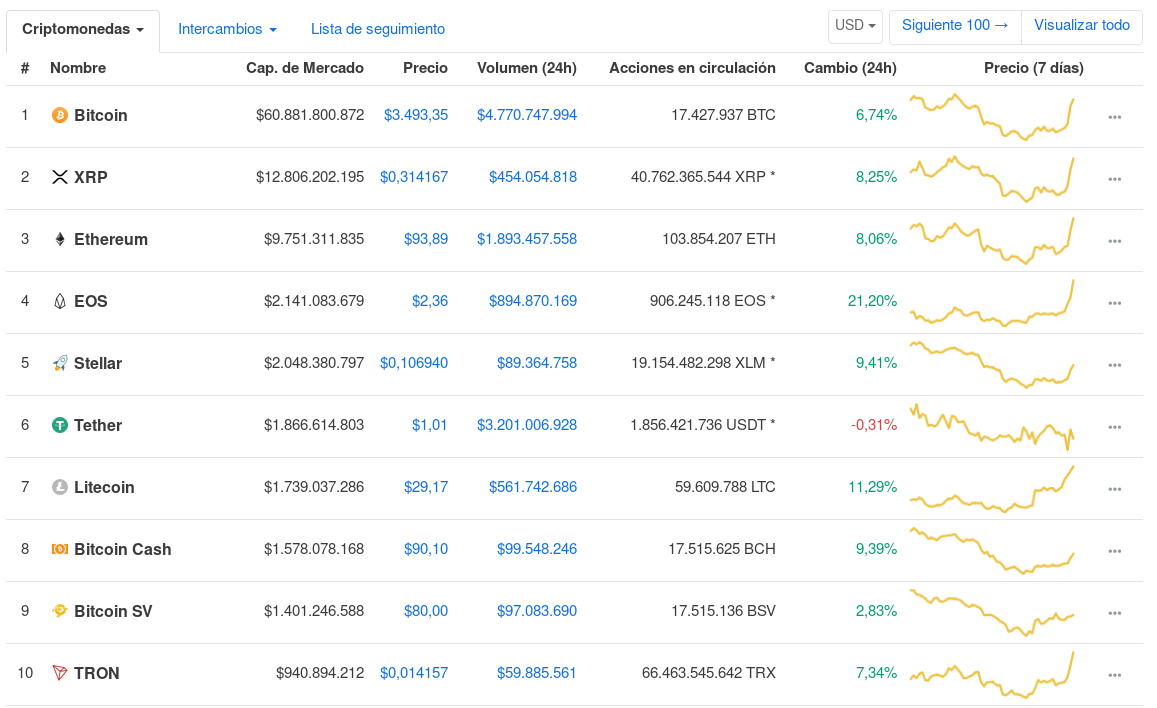 Criptomonedas Intercambios Lista de seguimiento USD Siguiente 100 → Visualizar todo
# Nombre Cap. de Mercado Precio Volumen (24h) Acciones en circulación Cambio (24h) Precio (7 días)
1 Bitcoin $60.881.800.872 $3.493,35 $4.770.747.994 17.427.937 BTC 6,74%
2 XRP $12.806.202.195 $0,314167 $454.054.818 40.762.365.544 XRP * 8,25%
3 Ethereum $9.751.311.835 $93,89 $1.893.457.558 103.854.207 ETH 8,06%
4 EOS $2.141.083.679 $2,36 $894.870.169 906.245.118 EOS * 21,20%
5 Stellar $2.048.380.797 $0,106940 $89.364.758 19.154.482.298 XLM * 9,41%
6 Tether $1.866.614.803 $1,01 $3.201.006.928 1.856.421.736 USDT * -0,31%
7 Litecoin $1.739.037.286 $29,17 $561.742.686 59.609.788 LTC 11,29%
8 Bitcoin Cash $1.578.078.168 $90,10 $99.548.246 17.515.625 BCH 9,39%
9 Bitcoin SV $1.401.246.588 $80,00 $97.083.690 17.515.136 BSV 2,83%
10 TRON $940.894.212 $0,014157 $59.885.561 66.463.545.642 TRX 7,34%